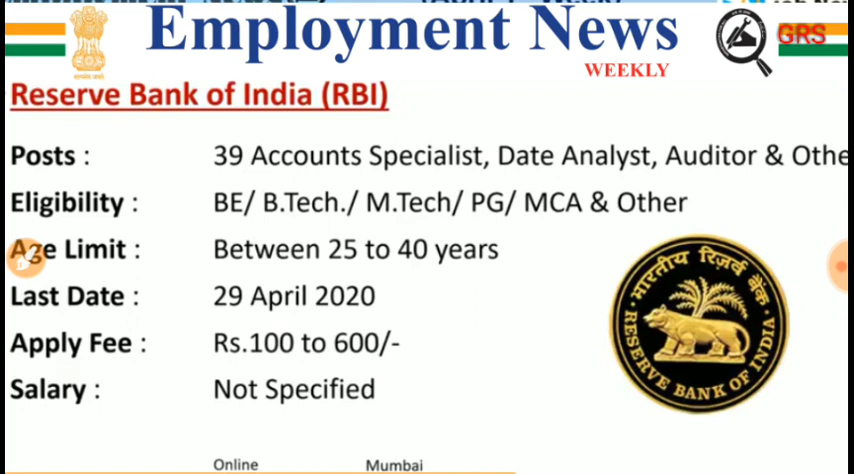 Employment News
WEEKLY
GRS
Reserve Bank of India (RBI)
Posts : 39 Accounts Specialist, Date Analyst, Auditor & Othe
Eligibility : BE/ B.Tech./ M.Tech/ PG/ MCA & Other
Age Limit : Between 25 to 40 years
Last Date : 29 April 2020
Apply Fee : Rs.100 to 600/-
Salary : Not Specified
भारतीय रिज़र्व बैंक
RESERVE BANK OF INDIA
Online Mumbai